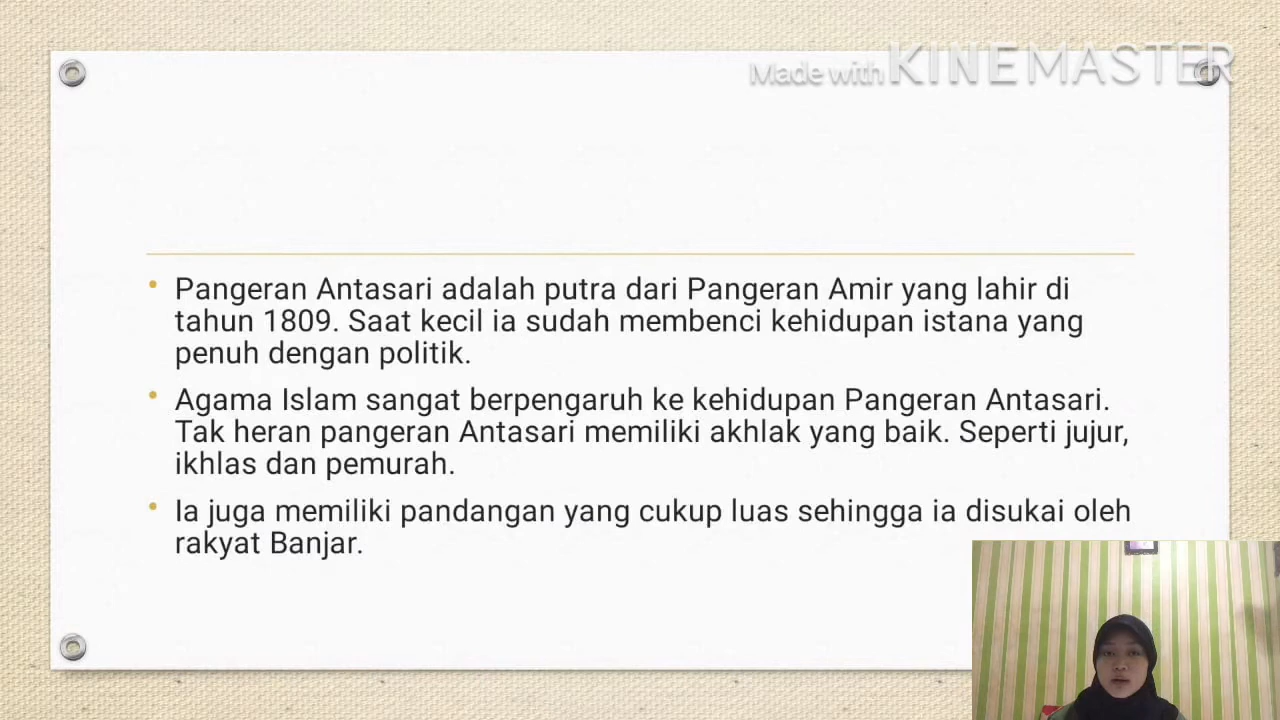 Made with KINEMASTER
• Pangeran Antasari adalah putra dari Pangeran Amir yang lahir di
tahun 1809. Saat kecil ia sudah membenci kehidupan istana yang
penuh dengan politik.
• Agama Islam sangat berpengaruh ke kehidupan Pangeran Antasari.
Tak heran pangeran Antasari memiliki akhlak yang baik. Seperti jujur,
ikhlas dan pemurah.
• Ia juga memiliki pandangan yang cukup luas sehingga ia disukai oleh
rakyat Banjar.